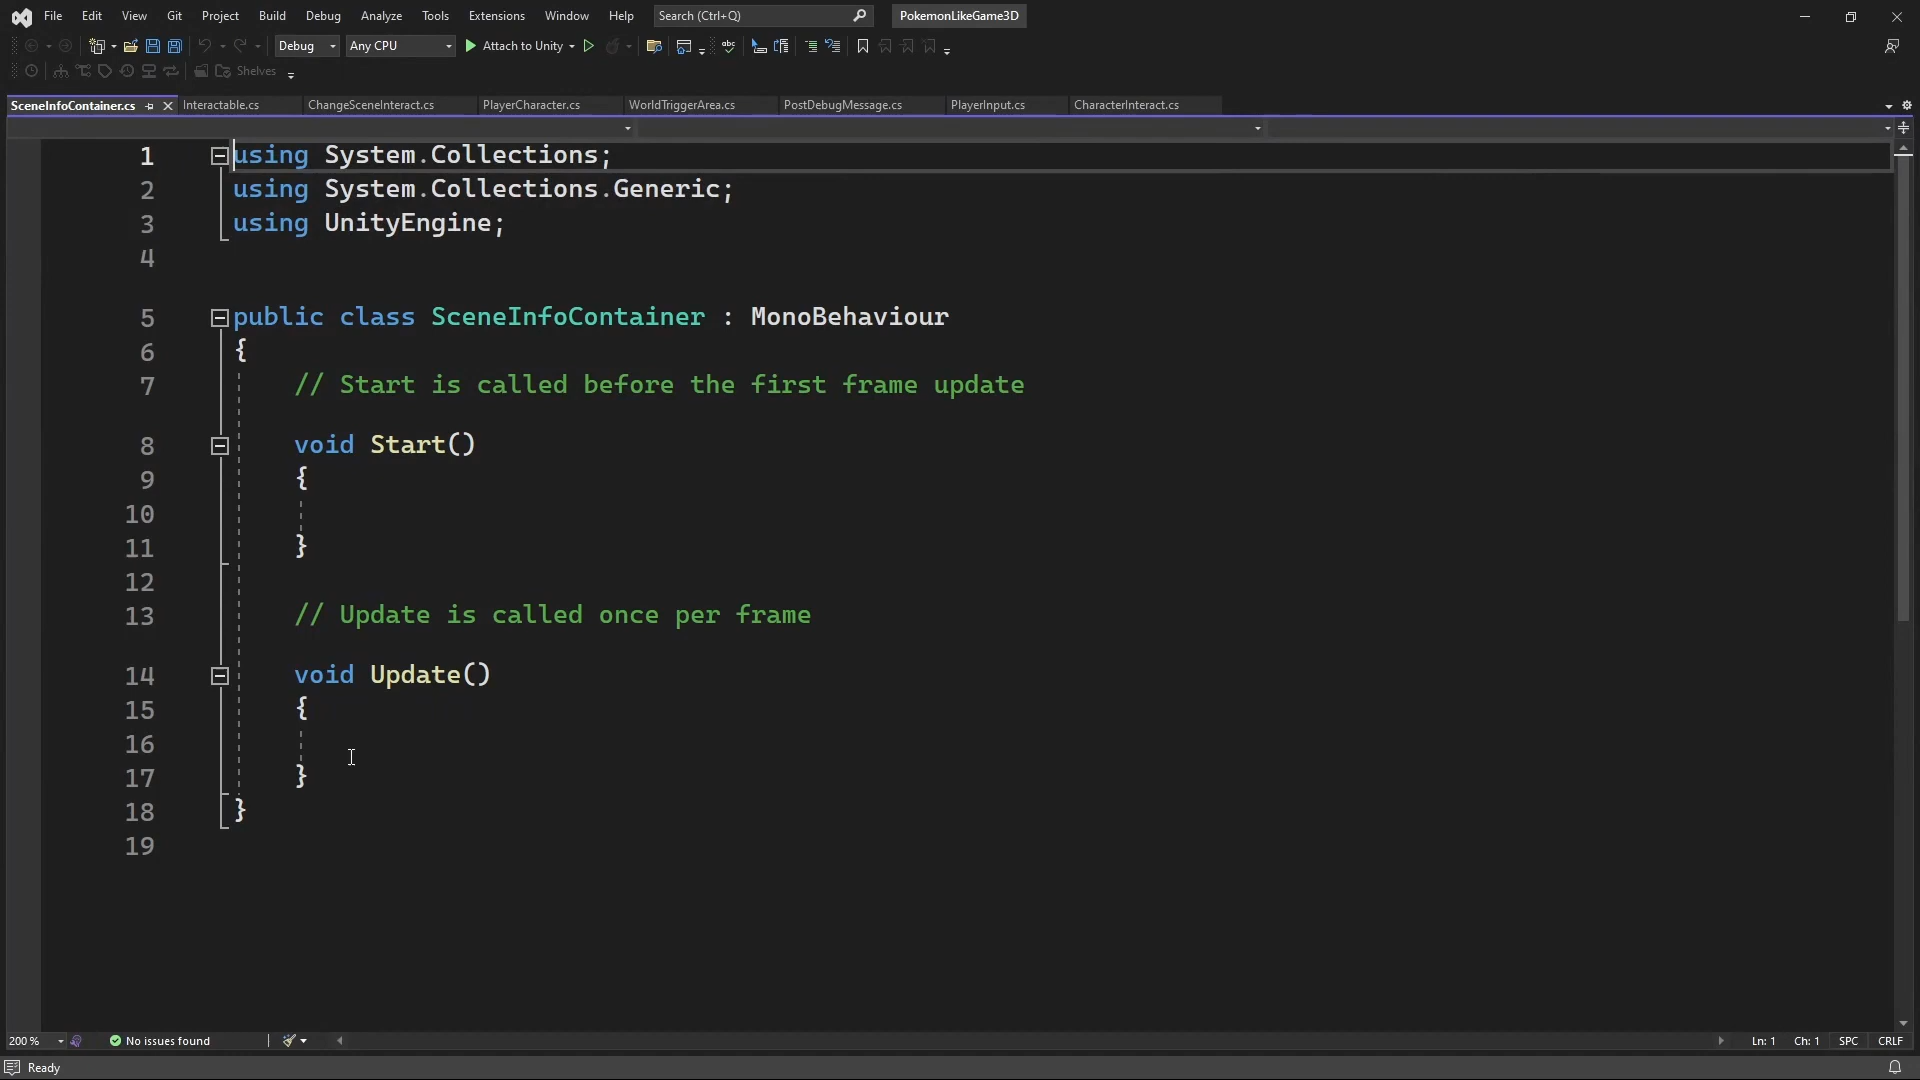 File Edit View Git Project Build Debug Analyze Tools Extensions Window Help Search (Ctrl+Q) PokemonLikeGame3D
Debug Any CPU Attach to Unity
Shelves
SceneInfoContainer.cs Interactable.cs ChangeSceneInteract.cs PlayerCharacter.cs WorldTriggerArea.cs PostDebugMessage.cs PlayerInput.cs CharacterInteract.cs
1 using System.Collections;
2 using System.Collections.Generic;
3 using UnityEngine;
4
5 public class SceneInfoContainer : MonoBehaviour
6 {
7 // Start is called before the first frame update
8 void Start()
9 {
10
11 }
12
13 // Update is called once per frame
14 void Update()
15 {
16
17 }
18 }
19
200 % No issues found Ln: 1 Ch: 1 SPC CRLF
Ready